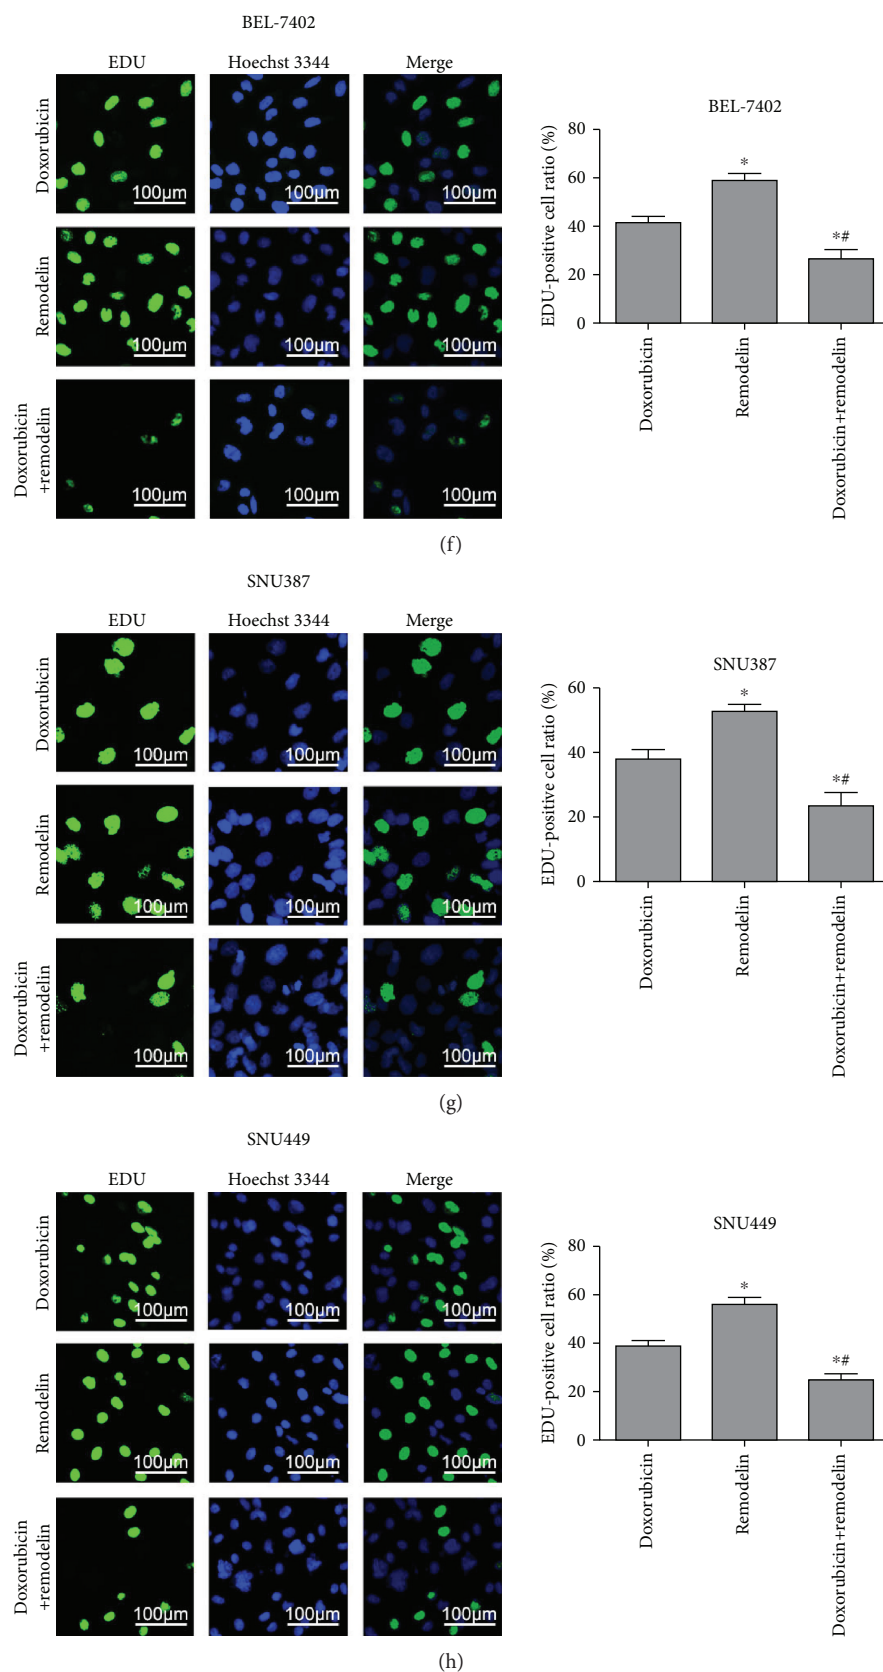 BEL-7402
EDU Hoechst 3344 Merge
Doxorubicin
100μm 100μm 100μm
Remodelin
100μm 100μm 100μm
Doxorubicin
+remodelin
100μm 100μm 100μm
BEL-7402
EDU-positive cell ratio (%)
80
60
40
20
0
*
*#
Doxorubicin
Remodelin
Doxorubicin+remodelin
(f)
SNU387
EDU Hoechst 3344 Merge
Doxorubicin
100μm 100μm 100μm
Remodelin
100μm 100μm 100μm
Doxorubicin
+remodelin
100μm 100μm 100μm
SNU387
EDU-positive cell ratio (%)
60
40
20
0
*
*#
Doxorubicin
Remodelin
Doxorubicin+remodelin
(g)
SNU449
EDU Hoechst 3344 Merge
Doxorubicin
100μm 100μm 100μm
Remodelin
100μm 100μm 100μm
Doxorubicin
+remodelin
100μm 100μm 100μm
SNU449
EDU-positive cell ratio (%)
80
60
40
20
0
*
*#
Doxorubicin
Remodelin
Doxorubicin+remodelin
(h)